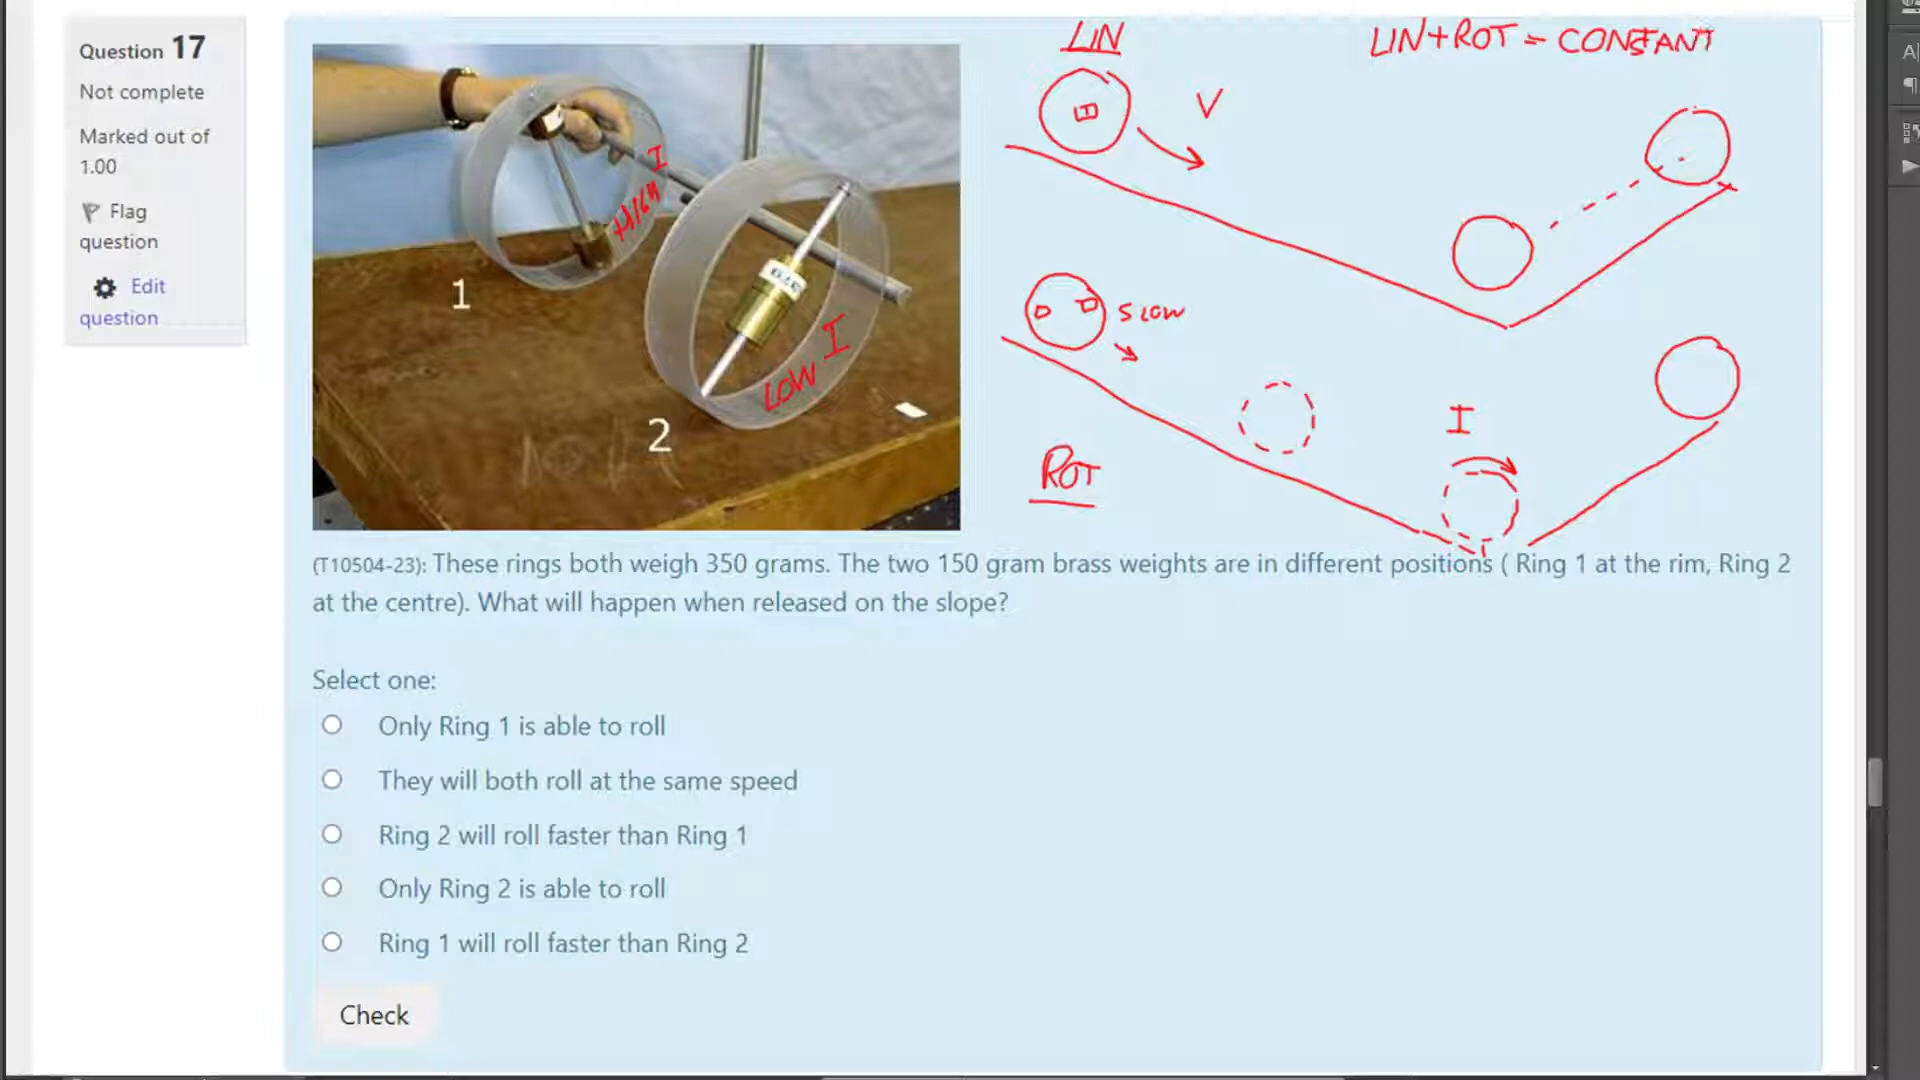 Question 17
Not complete
Marked out of
1.00
Flag
question
Edit
question
LIN
LIN+ROT = CONSTANT
V
I
HIGH
1
SLOW
I
LOW
2
I
ROT
(T10504-23): These rings both weigh 350 grams. The two 150 gram brass weights are in different positions ( Ring 1 at the rim, Ring 2
at the centre). What will happen when released on the slope?
Select one:
Only Ring 1 is able to roll
They will both roll at the same speed
Ring 2 will roll faster than Ring 1
Only Ring 2 is able to roll
Ring 1 will roll faster than Ring 2
Check